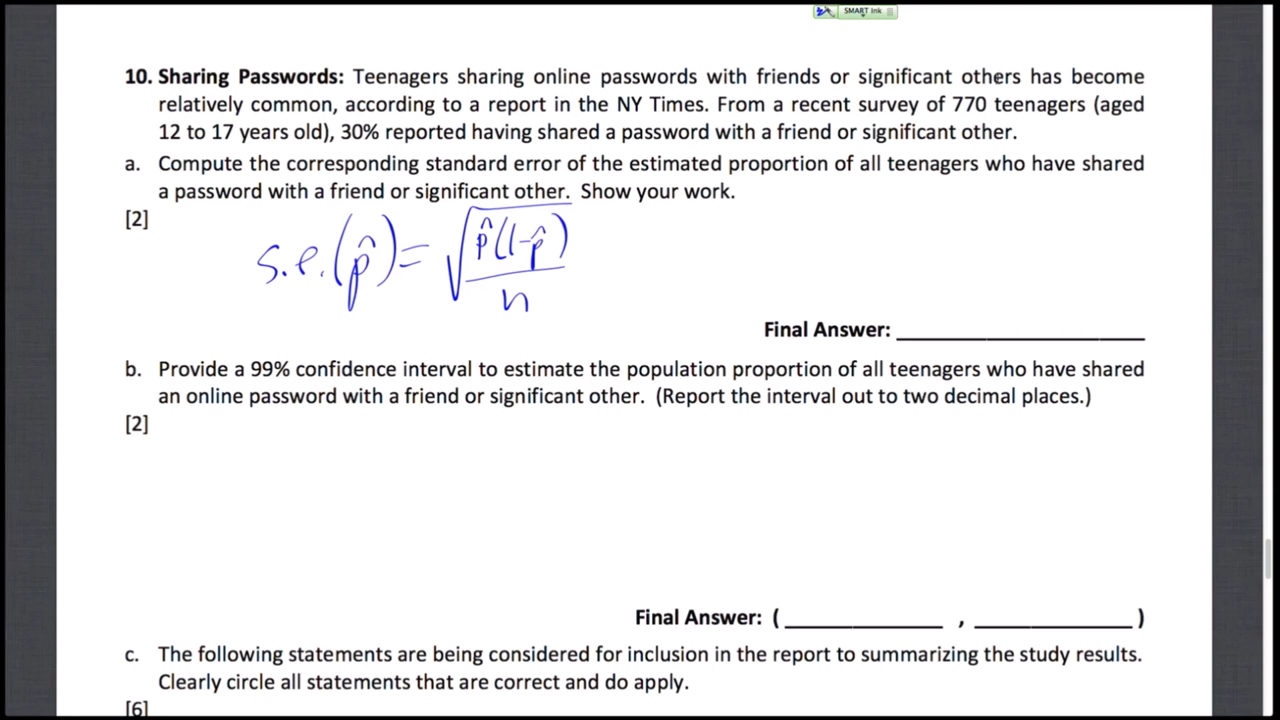 SMART Ink
10. Sharing Passwords: Teenagers sharing online passwords with friends or significant others has become
relatively common, according to a report in the NY Times. From a recent survey of 770 teenagers (aged
12 to 17 years old), 30% reported having shared a password with a friend or significant other.
a. Compute the corresponding standard error of the estimated proportion of all teenagers who have shared
a password with a friend or significant other. Show your work.
[2]
s.e.(p̂) = √(p̂(1-p̂)/n)
Final Answer: ____________________
b. Provide a 99% confidence interval to estimate the population proportion of all teenagers who have shared
an online password with a friend or significant other. (Report the interval out to two decimal places.)
[2]
Final Answer: ( _____________ , _____________ )
c. The following statements are being considered for inclusion in the report to summarizing the study results.
Clearly circle all statements that are correct and do apply.
[6]